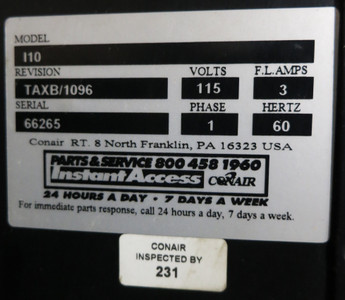 MODEL
I10
REVISION VOLTS F.L.AMPS
TAXB/1096 115 3
SERIAL PHASE HERTZ
66265 1 60
Conair RT. 8 North Franklin, PA 16323 USA
PARTS & SERVICE 800 458 1960
Instant Access CONAIR
24 HOURS A DAY • 7 DAYS A WEEK
For immediate parts response, call 24 hours a day, 7 days a week.
CONAIR
INSPECTED BY
231